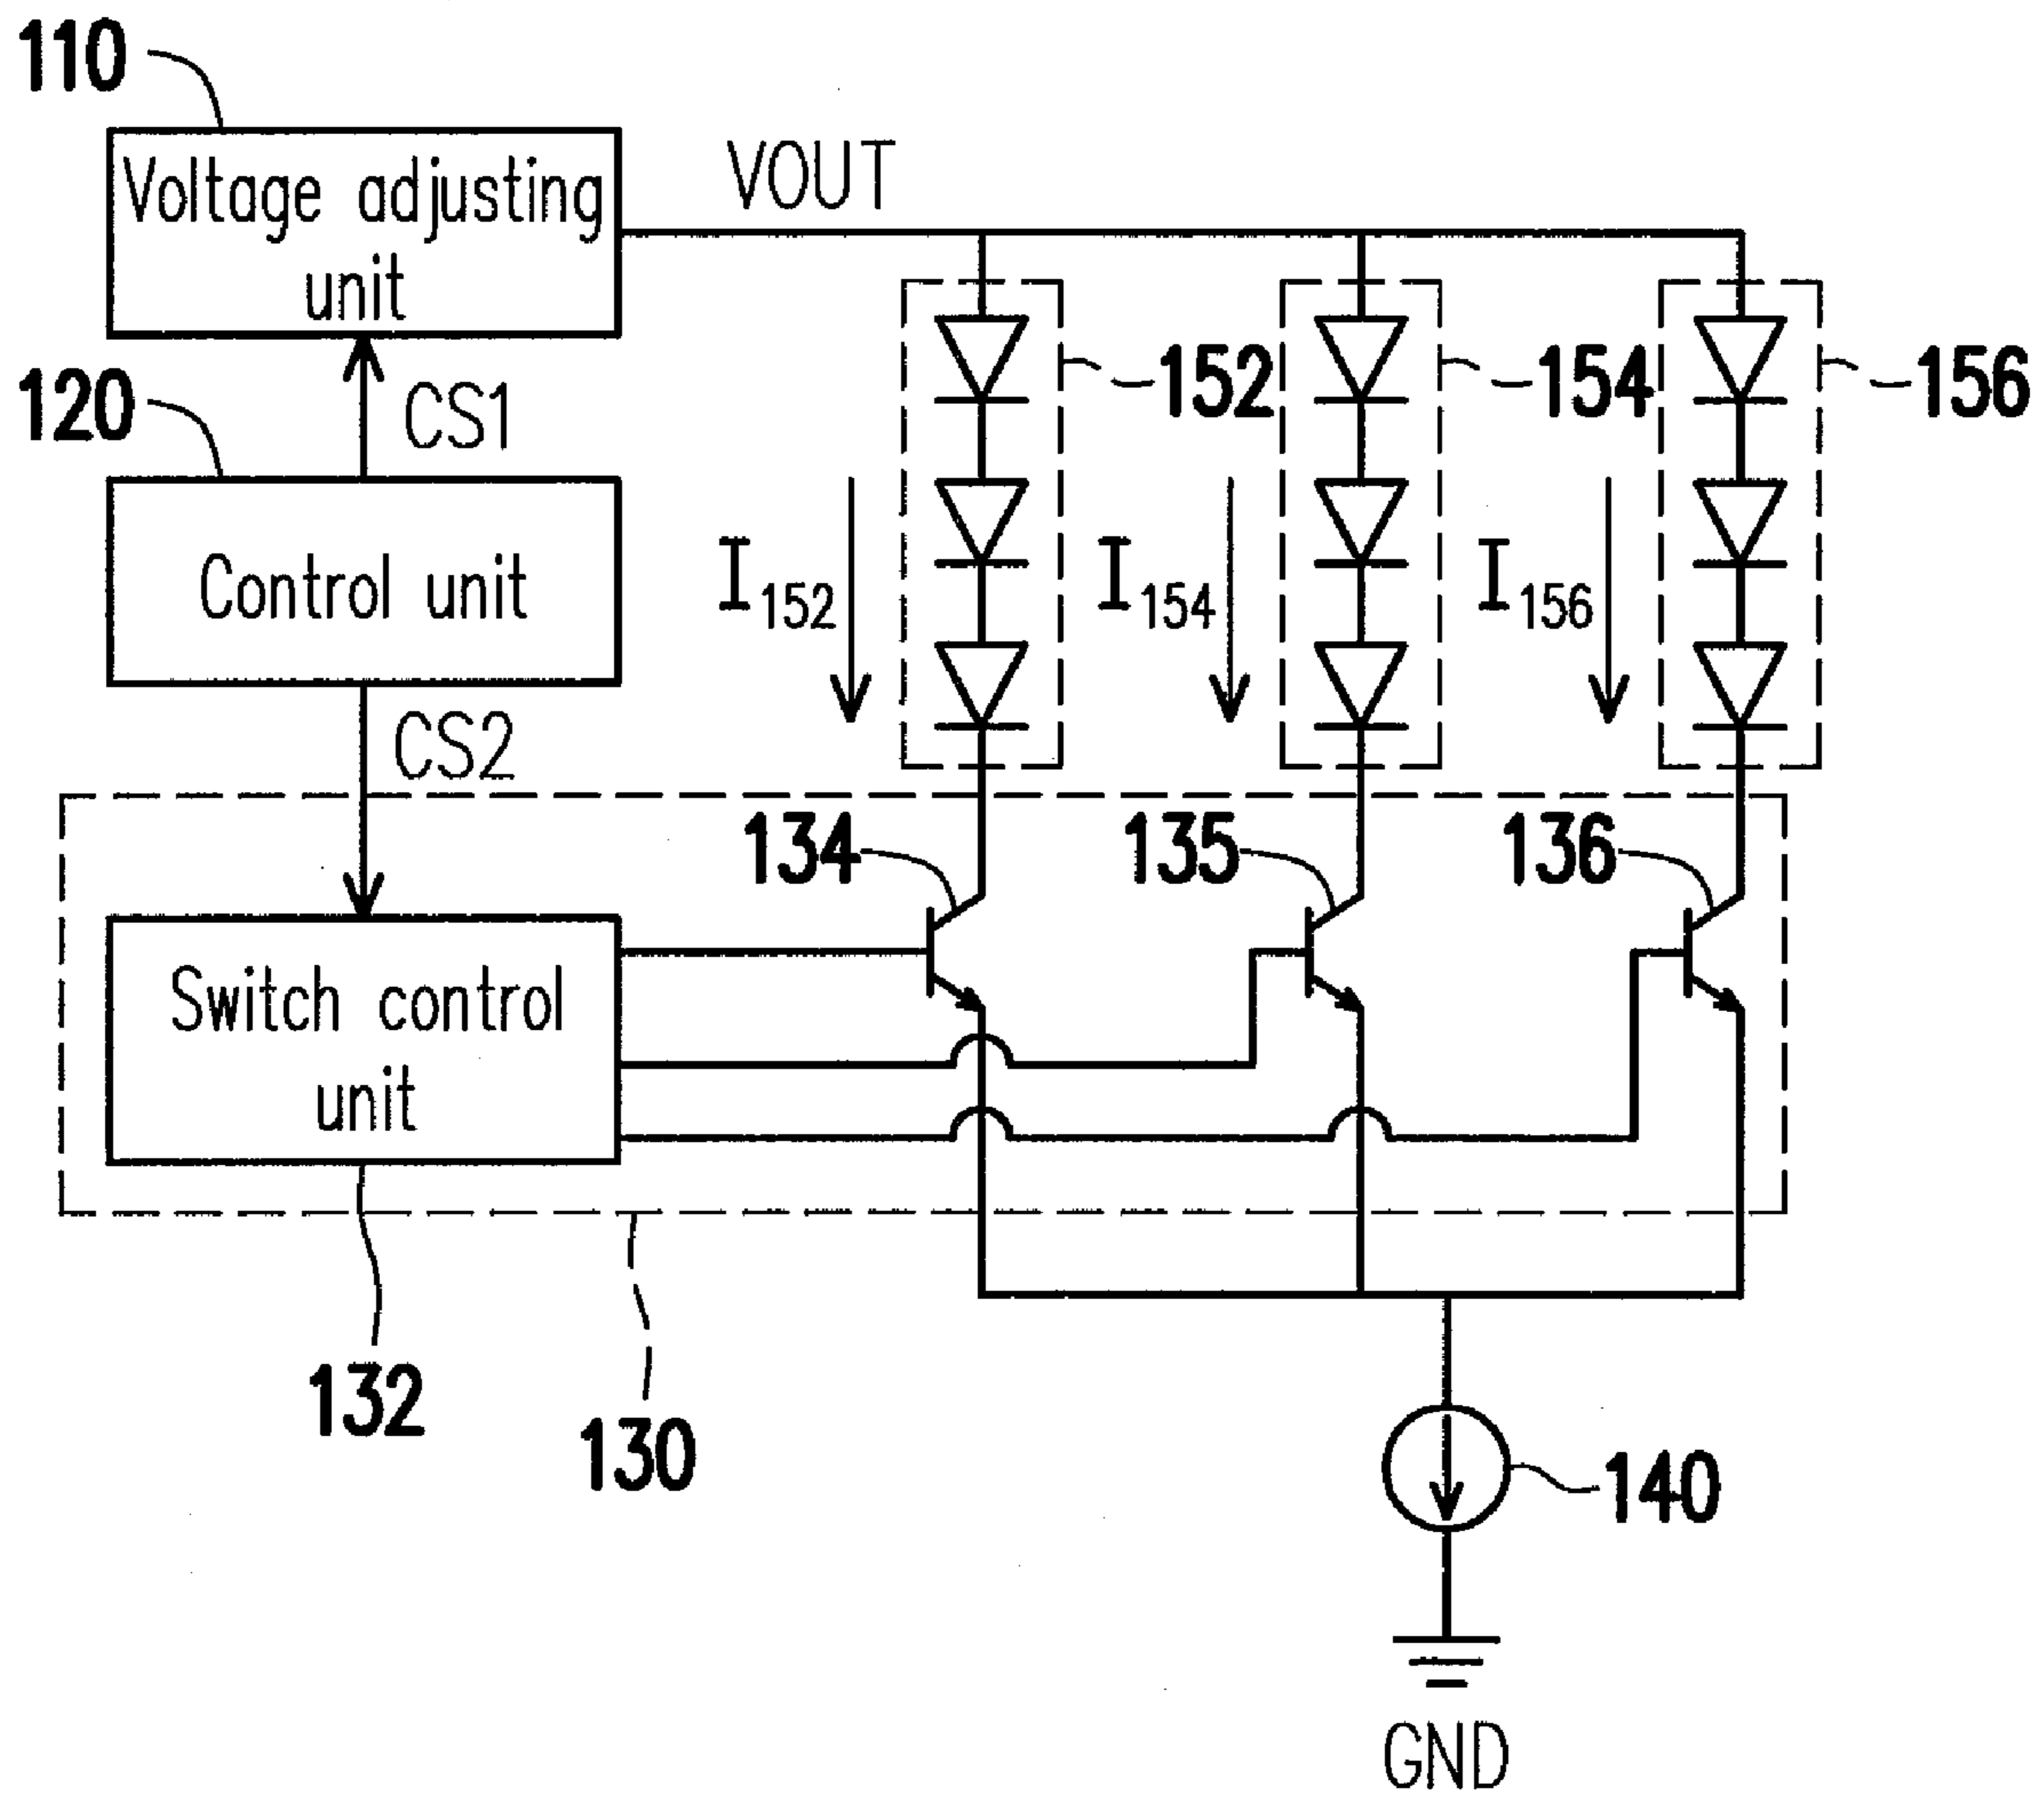 110
Voltage adjusting
unit
VOUT
120
CS1
152
154
156
Control unit
I152
I154
I156
CS2
134
135
136
Switch control
unit
132
130
140
GND